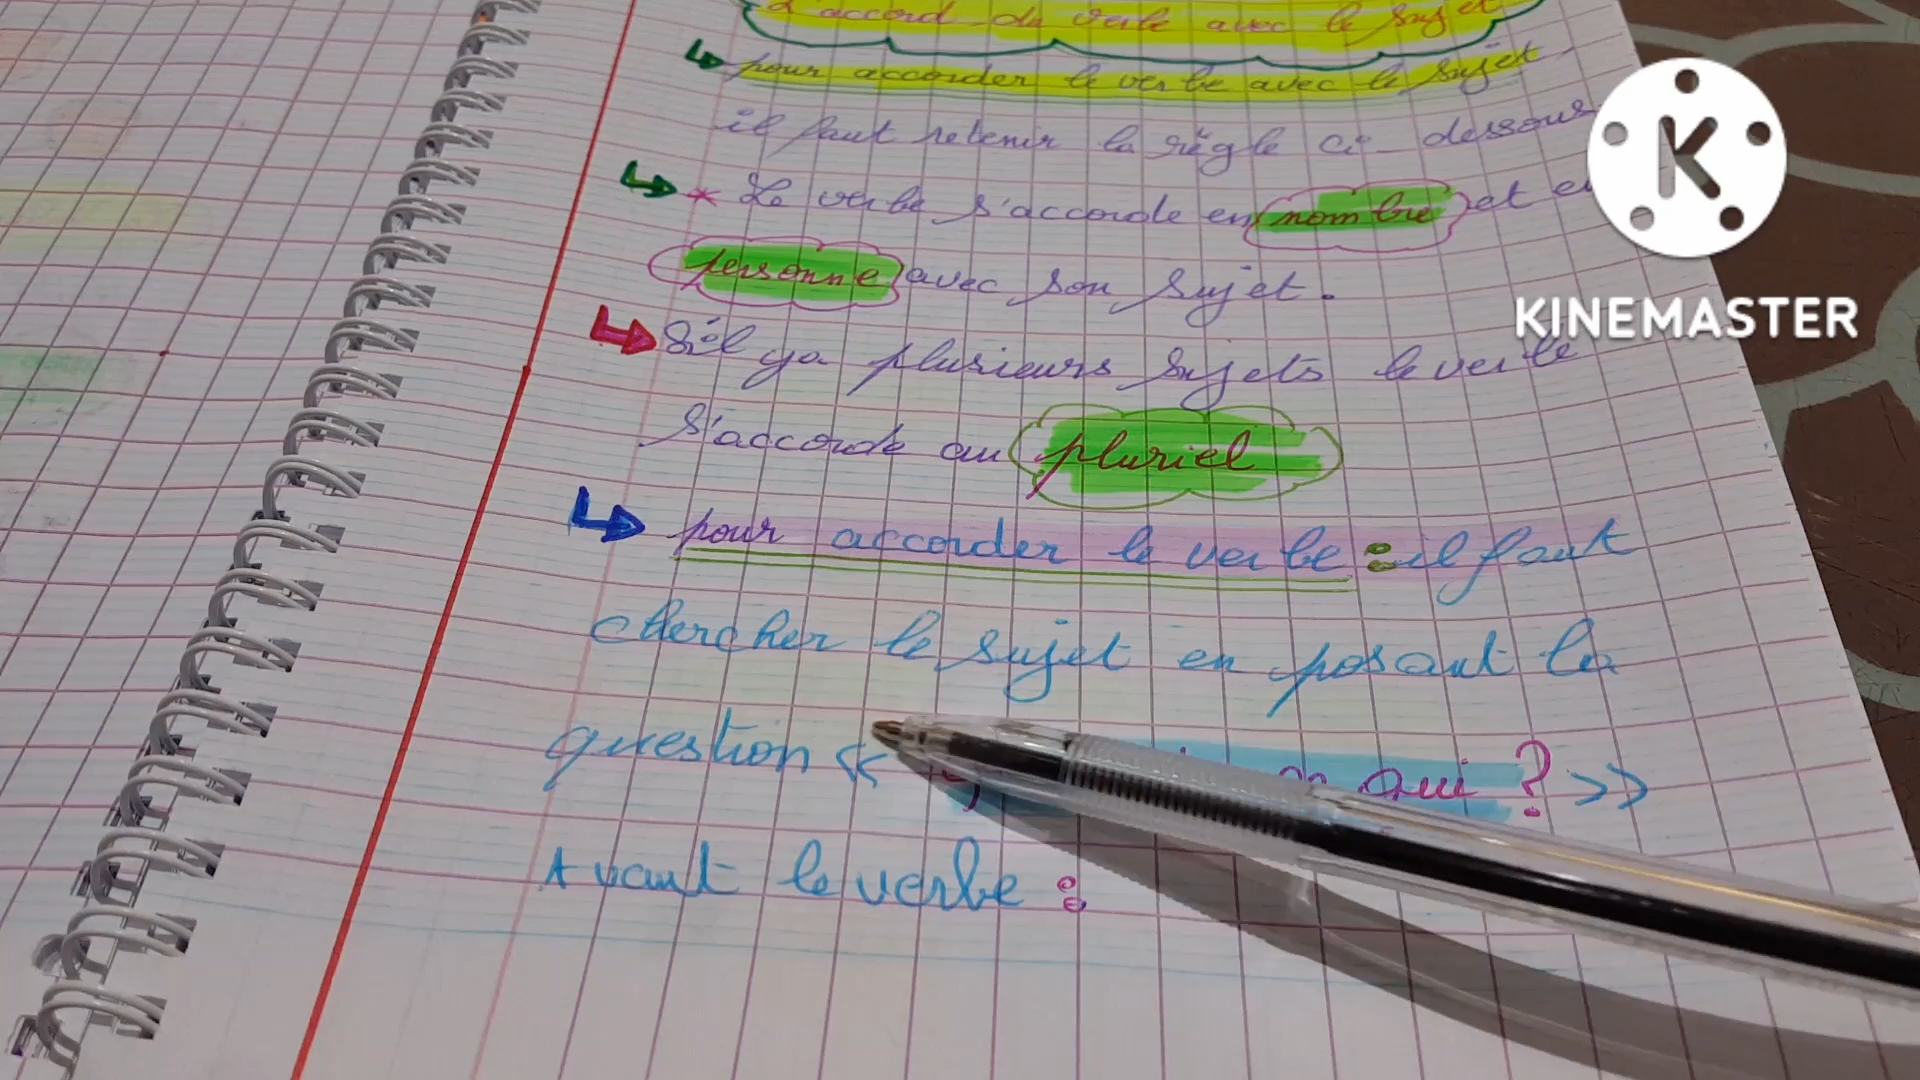 L'accord du verbe avec le sujet
pour accorder le verbe avec le sujet
il faut retenir la règle ci-dessous
* Le verbe s'accorde en nombre et en
personne avec son sujet.
S'il ya plusieurs sujets le verbe
s'accorde au pluriel
pour accorder le verbe : il faut
chercher le sujet en posant la
question << qui ? >>
Avant le verbe :
KINEMASTER